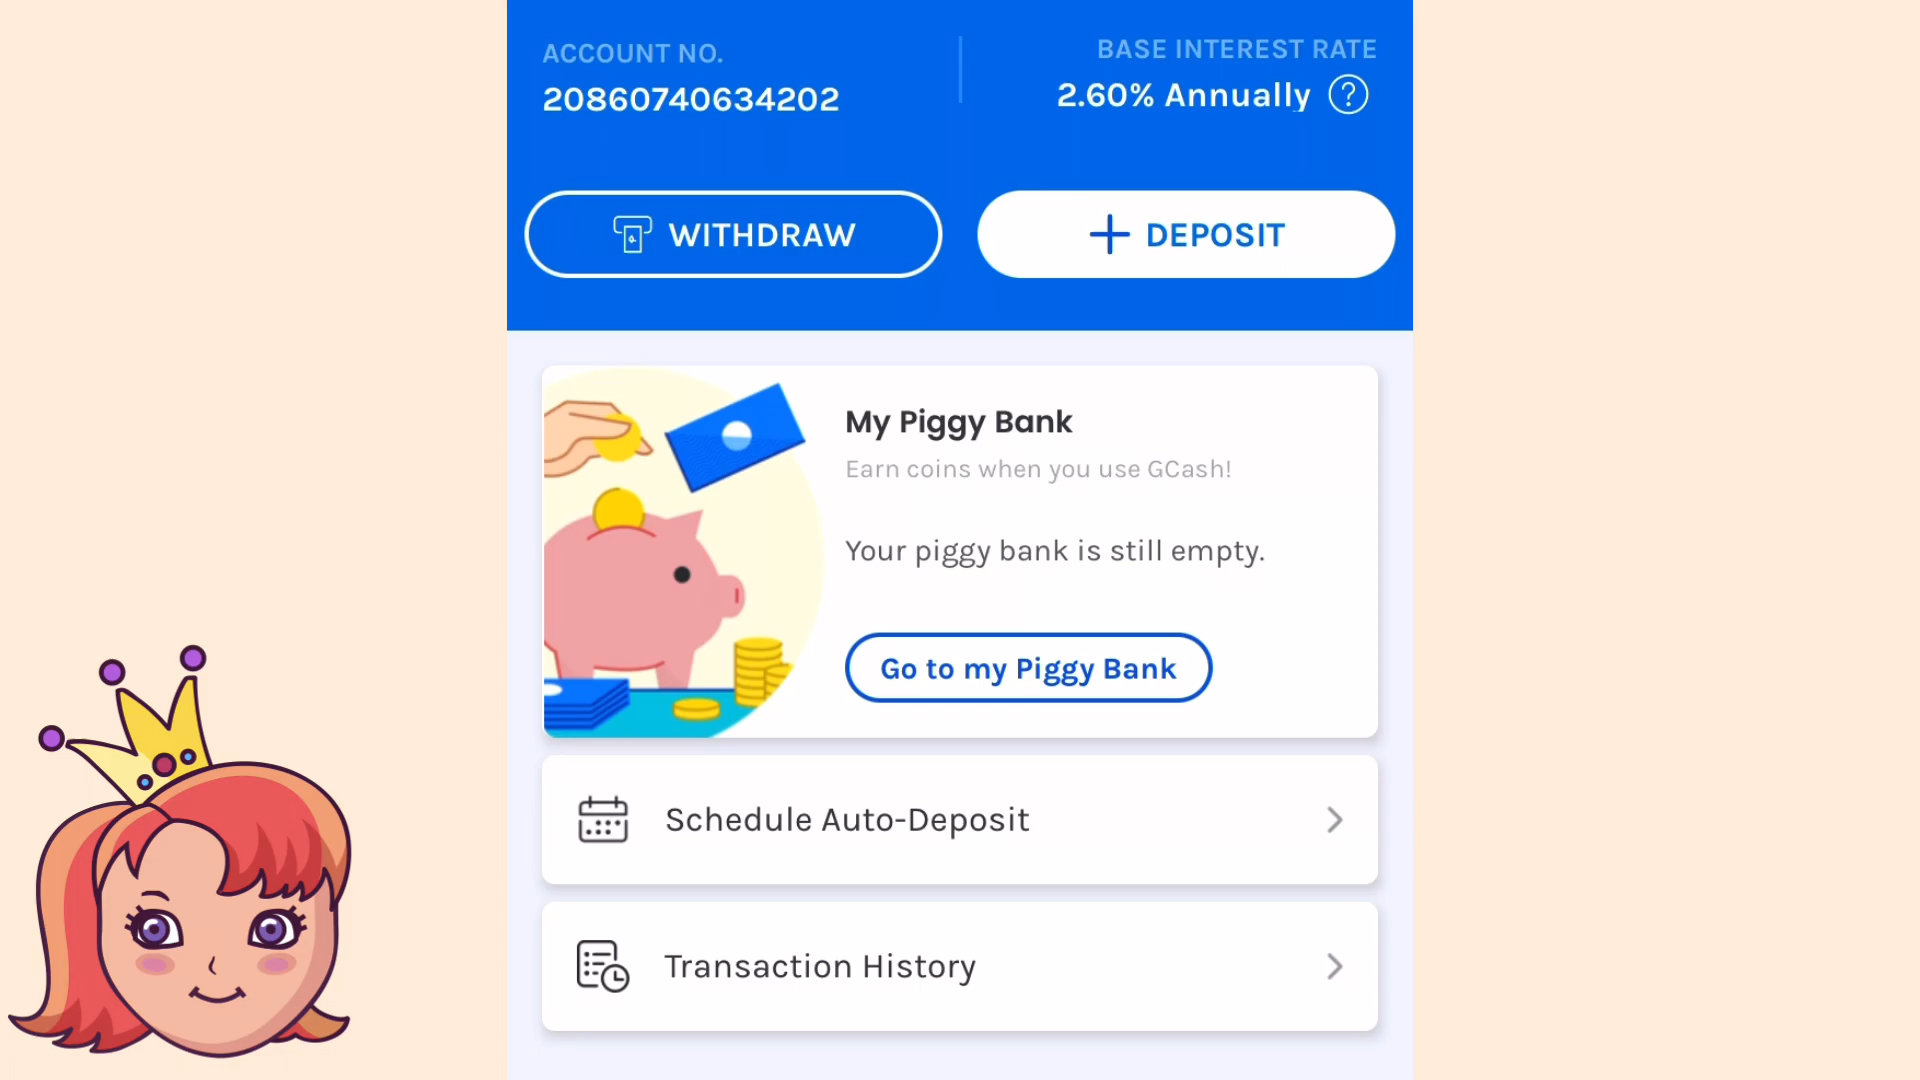 ACCOUNT NO.
20860740634202
BASE INTEREST RATE
2.60% Annually ?
WITHDRAW
+ DEPOSIT
My Piggy Bank
Earn coins when you use GCash!
Your piggy bank is still empty.
Go to my Piggy Bank
Schedule Auto-Deposit
Transaction History